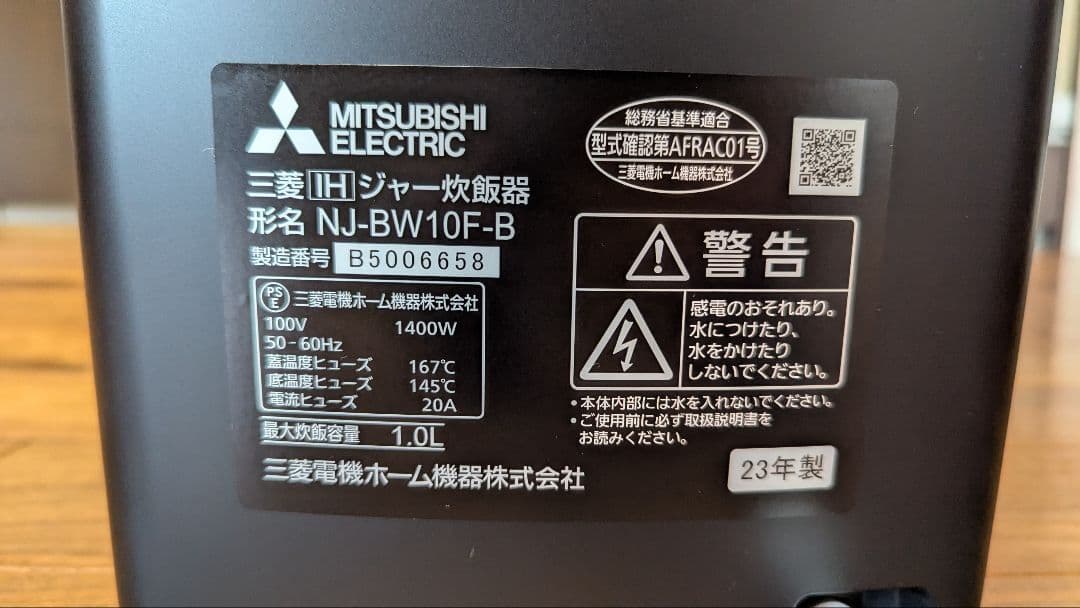 MITSUBISHI
ELECTRIC
三菱IHジャー炊飯器
形名 NJ-BW10F-B
製造番号 B5006658
PSE 三菱電機ホーム機器株式会社
100V 1400W
50-60Hz
蓋温度ヒューズ 167℃
底温度ヒューズ 145℃
電流ヒューズ 20A
最大炊飯容量 1.0L
三菱電機ホーム機器株式会社
総務省基準適合
型式確認第AFRAC01号
三菱電機ホーム機器株式会社
警告
感電のおそれあり。
水につけたり、
水をかけたり
しないでください。
・本体内部には水を入れないでください。
・ご使用前に必ず取扱説明書を
お読みください。
23年製